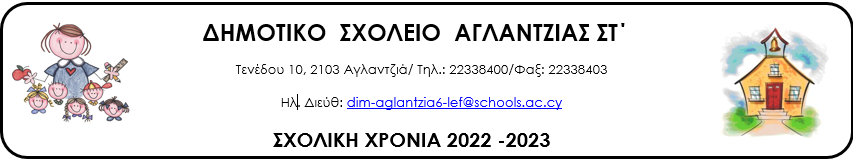 ΔΗΜΟΤΙΚΟ ΣΧΟΛΕΙΟ ΑΓΛΑΝΤΖΙΑΣ ΣΤ΄
Τενέδου 10, 2103 Αγλαντζιά/ Τηλ.: 22338400/Φαξ: 22338403
Ηλ. Διεύθ: dim-aglantzia6-lef@schools.ac.cy
ΣΧΟΛΙΚΗ ΧΡΟΝΙΑ 2022 -2023